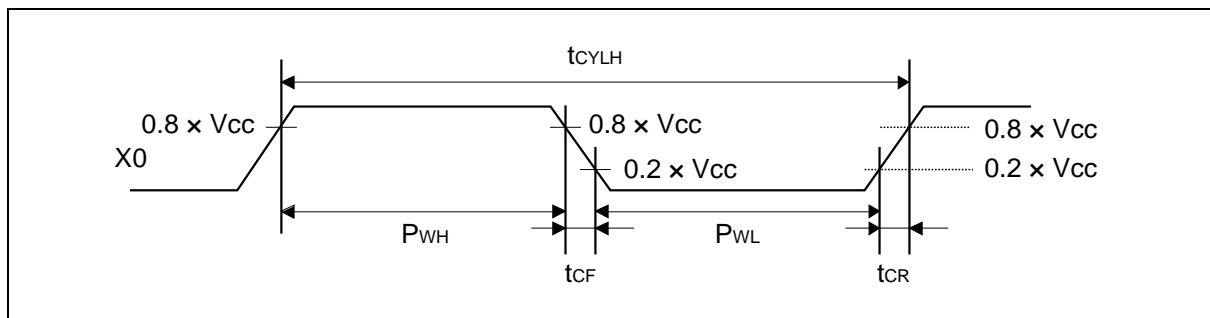 tCYLH
0.8 × Vcc
0.8 × Vcc
0.8 × Vcc
X0
0.2 × Vcc
0.2 × Vcc
PWH
PWL
tCF
tCR